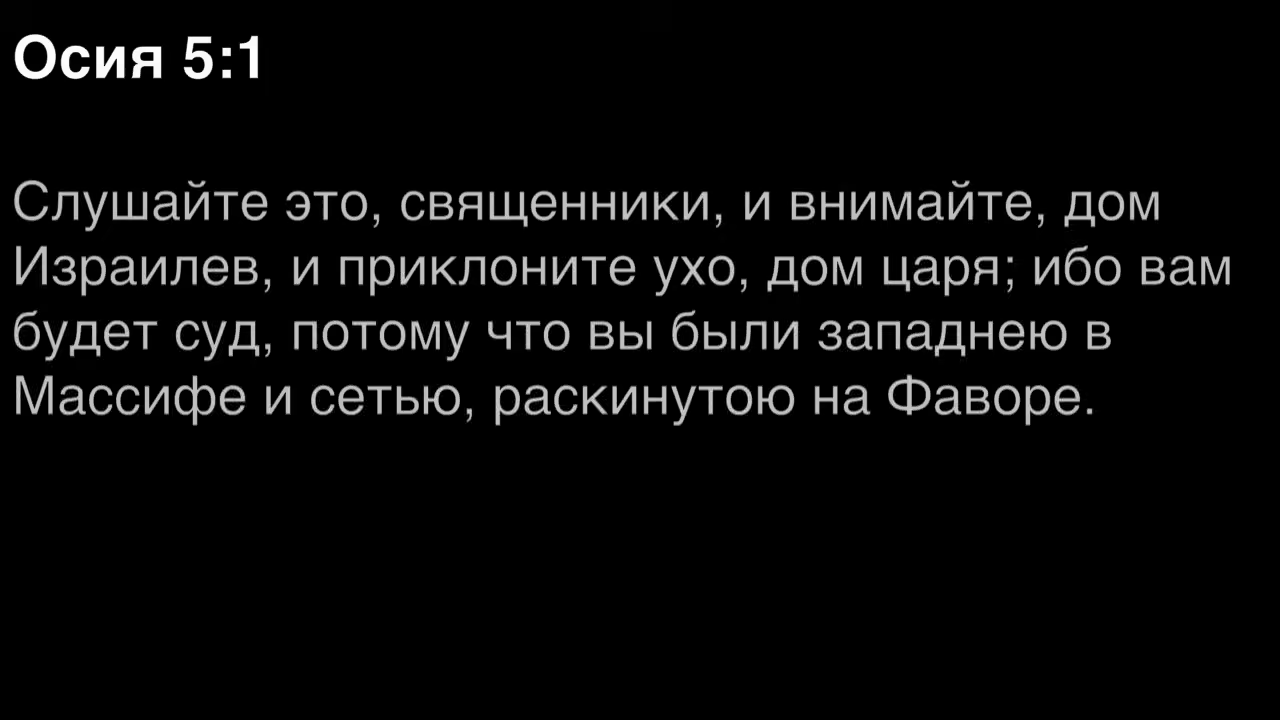 Осия 5:1
Слушайте это, священники, и внимайте, дом
Израилев, и приклоните ухо, дом царя; ибо вам
будет суд, потому что вы были западнею в
Массифе и сетью, раскинутою на Фаворе.